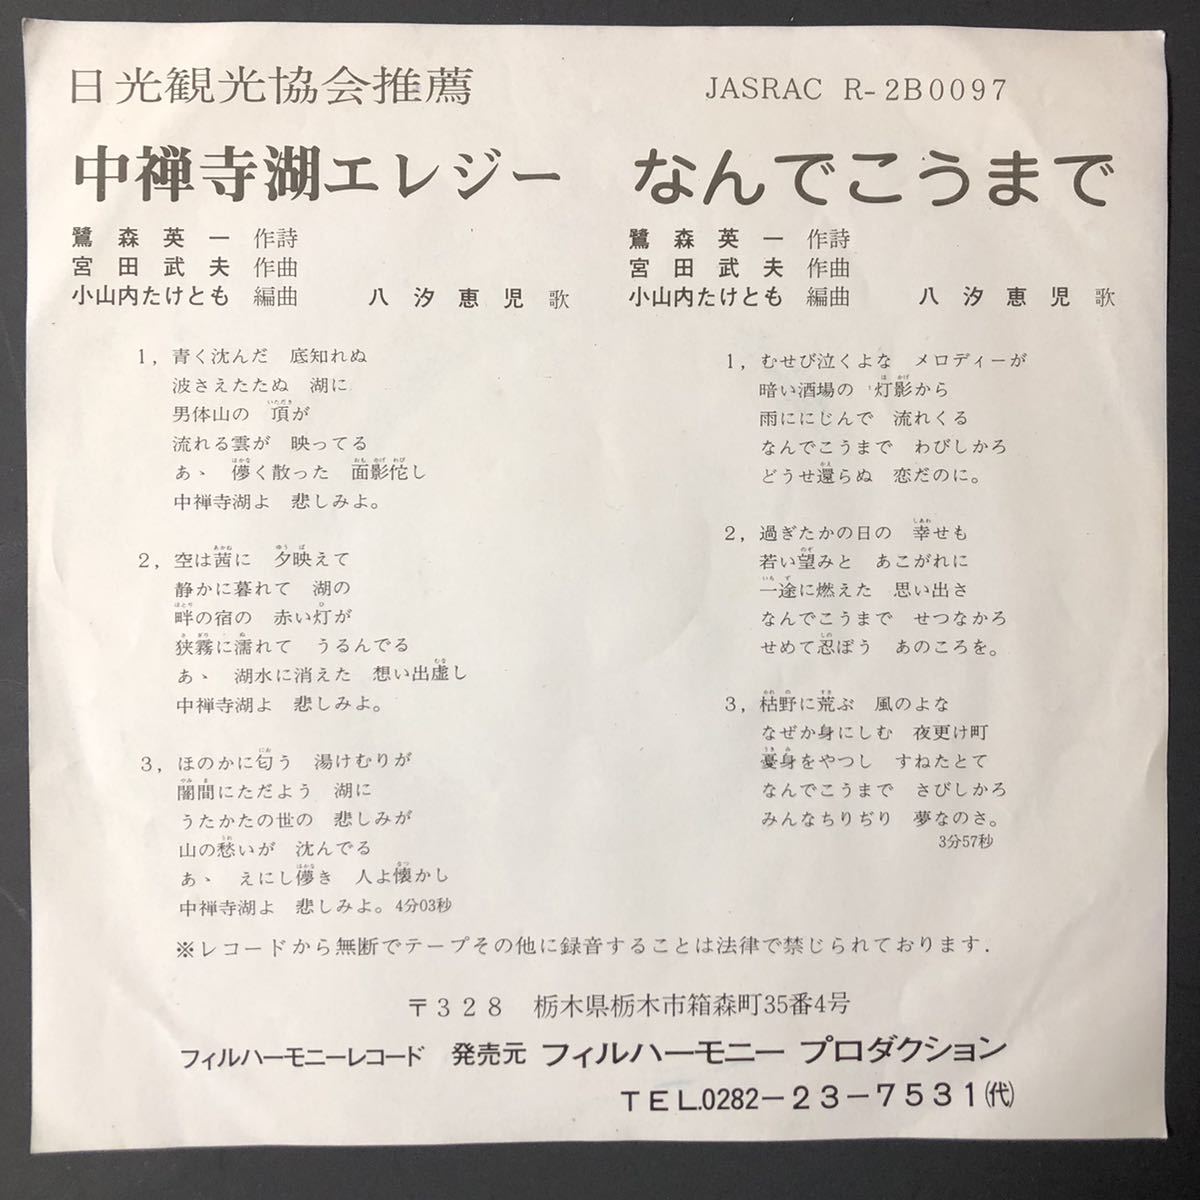 日光観光協会推薦
JASRAC R-2B0097
中禅寺湖エレジー
鷺森英一 作詩
宮田武夫 作曲
小山内たけとも 編曲 八汐恵児 歌
1, 青く沈んだ 底知れぬ
波さえたたぬ 湖に
男体山の 頂が
流れる雲が 映ってる
あゝ 儚く散った 面影佗し
中禅寺湖よ 悲しみよ。
2, 空は茜に 夕映えて
静かに暮れて 湖の
畔の宿の 赤い灯が
狭霧に濡れて うるんでる
あゝ 湖水に消えた 想い出虚し
中禅寺湖よ 悲しみよ。
3, ほのかに匂う 湯けむりが
闇間にただよう 湖に
うたかたの世の 悲しみが
山の愁いが 沈んでる
あゝ えにし儚き 人よ懐かし
中禅寺湖よ 悲しみよ。4分03秒
なんでこうまで
鷺森英一 作詩
宮田武夫 作曲
小山内たけとも 編曲 八汐恵児 歌
1, むせび泣くよな メロディーが
暗い酒場の 灯影から
雨ににじんで 流れくる
なんでこうまで わびしかろ
どうせ還らぬ 恋だのに。
2, 過ぎたかの日の 幸せも
若い望みと あこがれに
一途に燃えた 思い出さ
なんでこうまで せつなかろ
せめて忍ぼう あのころを。
3, 枯野に荒ぶ 風のよな
なぜか身にしむ 夜更け町
憂身をやつし すねたとて
なんでこうまで さびしかろ
みんなちりぢり 夢なのさ。
3分57秒
※レコードから無断でテープその他に録音することは法律で禁じられております.
〒328 栃木県栃木市箱森町35番4号
フィルハーモニーレコード 発売元 フィルハーモニー プロダクション
TEL.0282-23-7531(代)